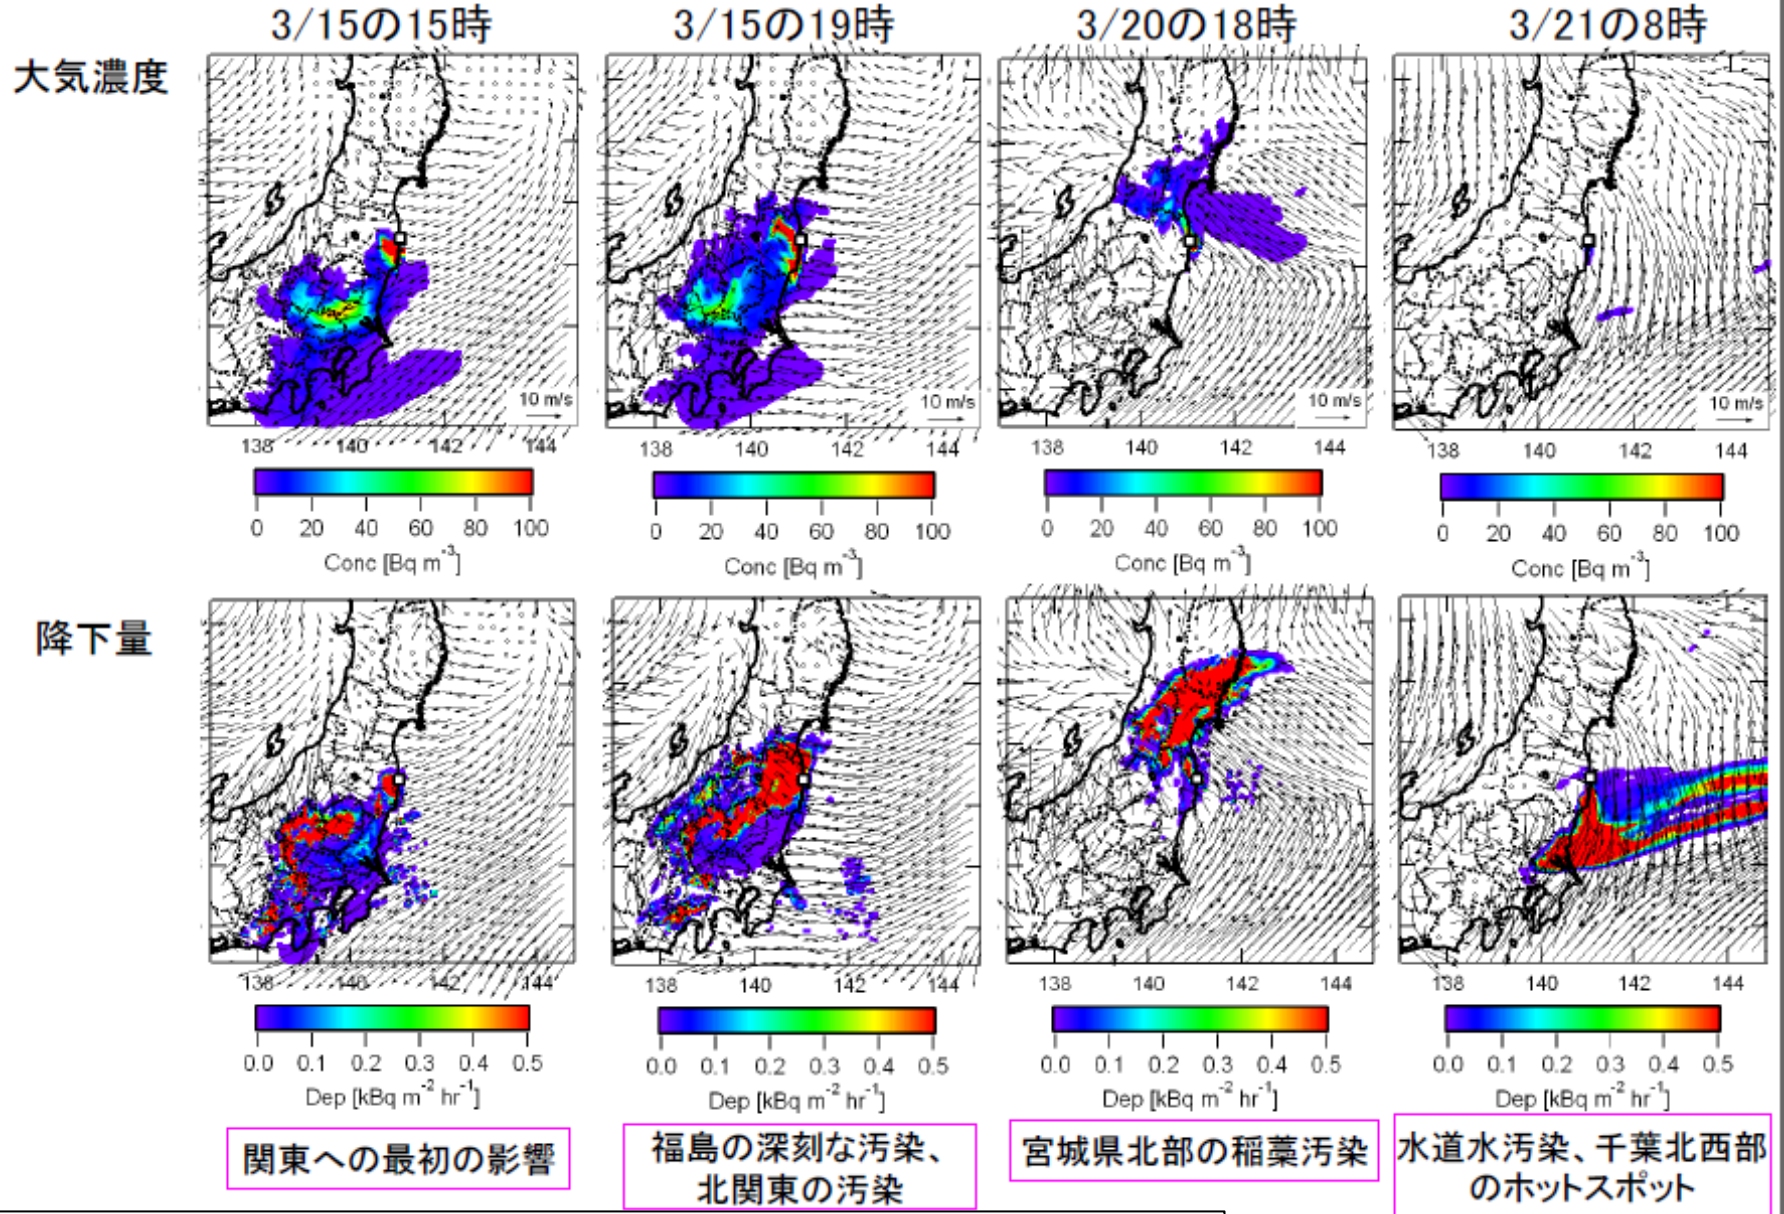 3/15の15時
3/15の19時
3/20の18時
3/21の8時
大気濃度
10 m/s
10 m/s
10 m/s
10 m/s
138 140 142 144
138 140 142 144
138 140 142 144
138 140 142 144
0 20 40 60 80 100
0 20 40 60 80 100
0 20 40 60 80 100
0 20 40 60 80 100
Conc [Bq m⁻³]
Conc [Bq m⁻³]
Conc [Bq m⁻³]
Conc [Bq m⁻³]
降下量
138 140 142 144
138 140 142 144
138 140 142 144
138 140 142 144
0.0 0.1 0.2 0.3 0.4 0.5
0.0 0.1 0.2 0.3 0.4 0.5
0.0 0.1 0.2 0.3 0.4 0.5
0.0 0.1 0.2 0.3 0.4 0.5
Dep [kBq m⁻² hr⁻¹]
Dep [kBq m⁻² hr⁻¹]
Dep [kBq m⁻² hr⁻¹]
Dep [kBq m⁻² hr⁻¹]
関東への最初の影響
福島の深刻な汚染、
北関東の汚染
宮城県北部の稲藁汚染
水道水汚染、千葉北西部
のホットスポット